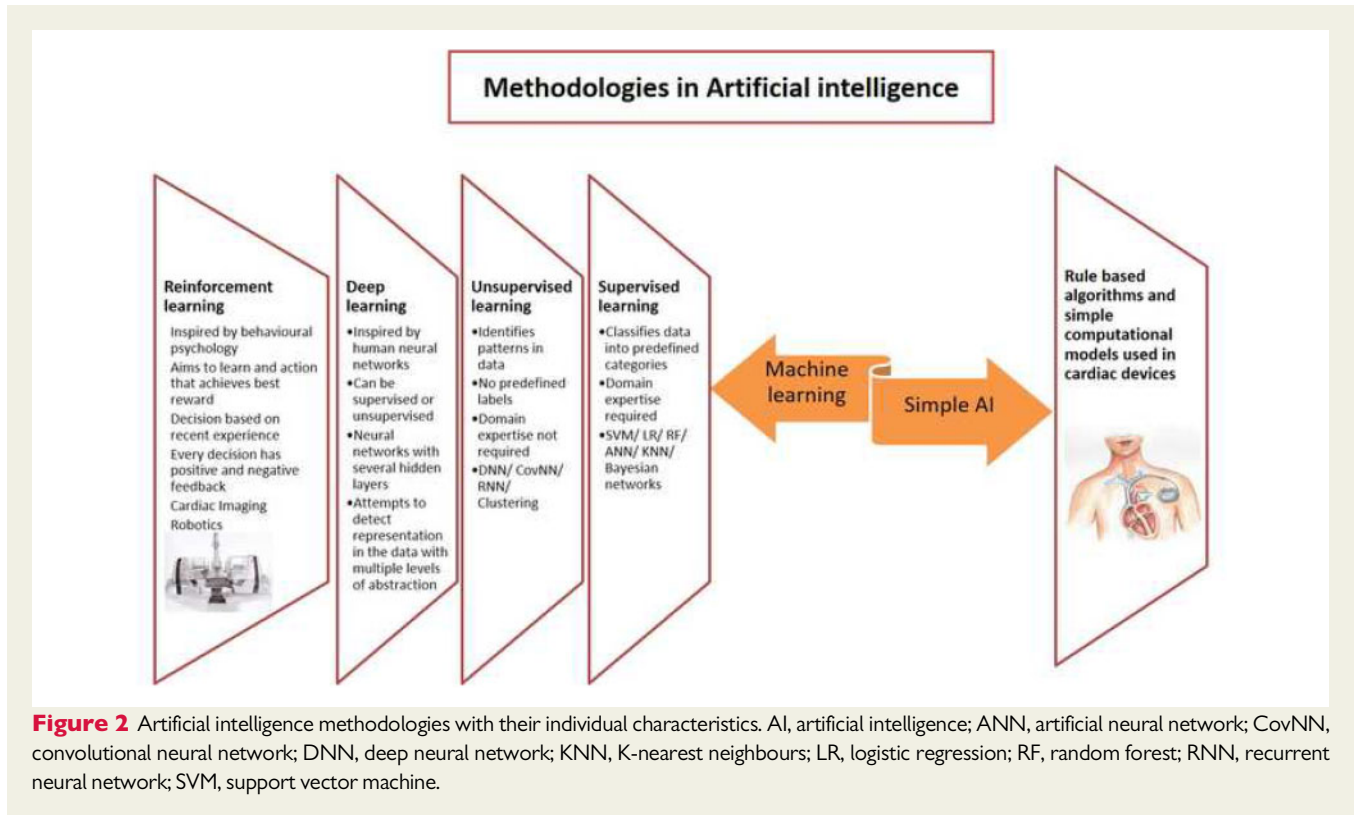 Methodologies in Artificial intelligence
Reinforcement
learning
Inspired by behavioural
psychology
Aims to learn and action
that achieves best
reward
Decision based on
recent experience
Every decision has
positive and negative
feedback
Cardiac Imaging
Robotics
Deep
learning
•Inspired by
human neural
networks
•Can be
supervised or
unsupervised
•Neural
networks with
several hidden
layers
•Attempts to
detect
representation
in the data with
multiple levels
of abstraction
Unsupervised
learning
•Identifies
patterns in
data
•No predefined
labels
•Domain
expertise not
required
•DNN/ CovNN/
RNN/
Clustering
Supervised
learning
•Classifies data
into predefined
categories
•Domain
expertise
required
•SVM/ LR/ RF/
ANN/ KNN/
Bayesian
networks
Machine
learning
Simple AI
Rule based
algorithms and
simple
computational
models used in
cardiac devices
Figure 2 Artificial intelligence methodologies with their individual characteristics. AI, artificial intelligence; ANN, artificial neural network; CovNN,
convolutional neural network; DNN, deep neural network; KNN, K-nearest neighbours; LR, logistic regression; RF, random forest; RNN, recurrent
neural network; SVM, support vector machine.